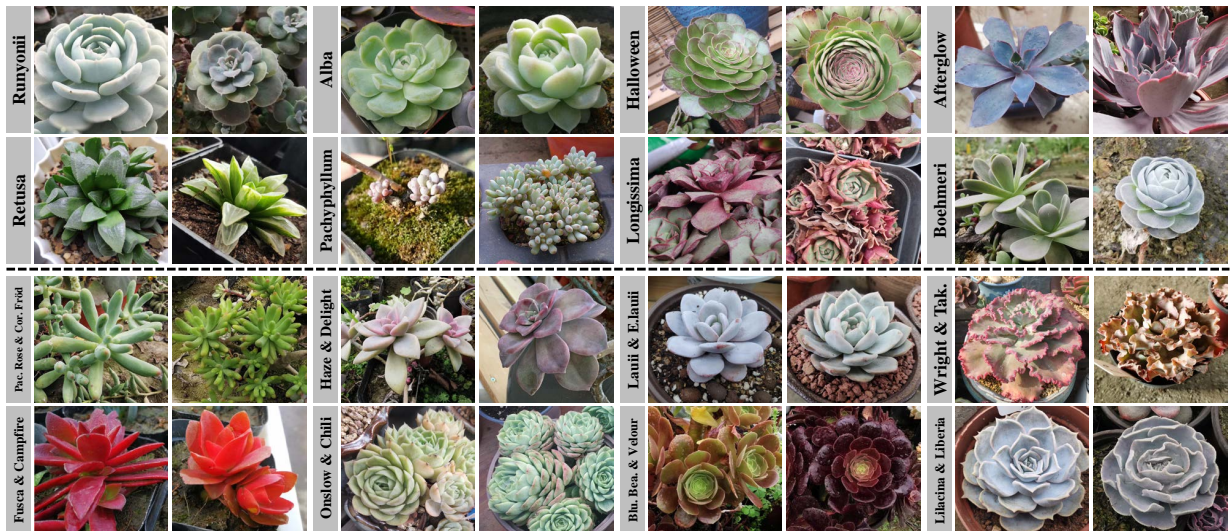 Runyonii
Alba
Halloween
Afterglow
Retusa
Pachyphyllum
Longissima
Boehmeri
Pac. Rose & Cor. Fröd
Haze & Delight
Lauii & E.lauii
Wright & Tak.
Fusca & Campfire
Onslow & Chili
Blu. Bea. & Velour
Lilacina & Liberia